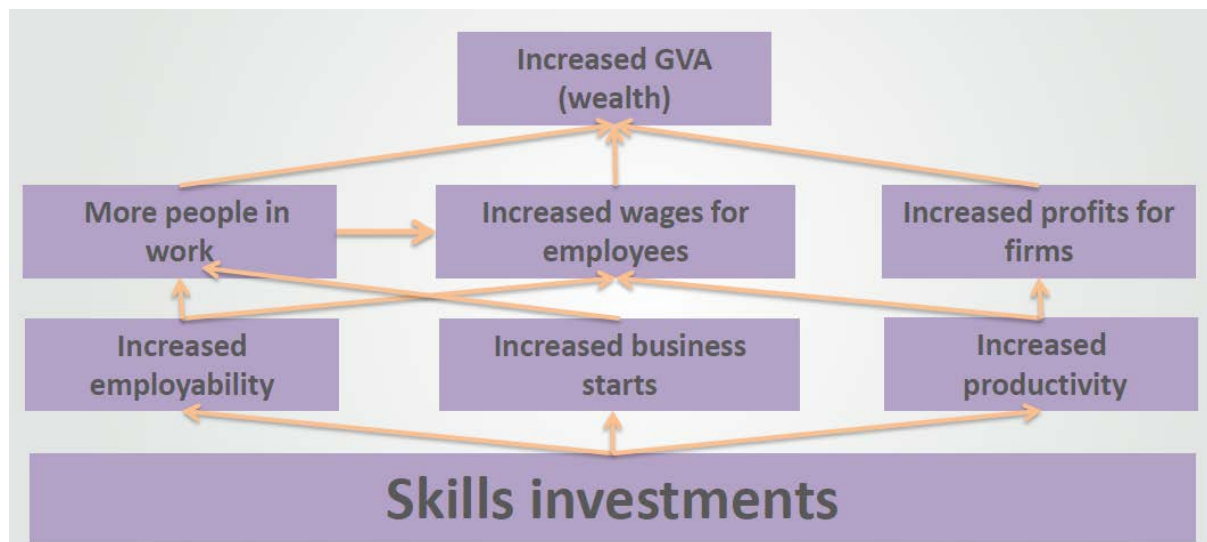 Increased GVA
(wealth)
More people in
work
Increased wages for
employees
Increased profits for
firms
Increased
employability
Increased business
starts
Increased
productivity
Skills investments